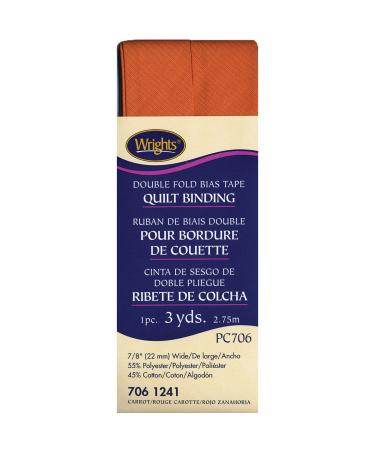 Wrights®
DOUBLE FOLD BIAS TAPE
QUILT BINDING
RUBAN DE BIAIS DOUBLE
POUR BORDURE
DE COUETTE
CINTA DE SESGO DE
DOBLE PLIEGUE
RIBETE DE COLCHA
1pc. 3 yds. 2.75m
PC706
7/8" (22 mm) Wide/De large/Ancho
55% Polyester/Polyester/Poliéster
45% Cotton/Coton/Algodón
706 1241
CARROT/ROUGE CAROTTE/ROJO ZANAHORIA